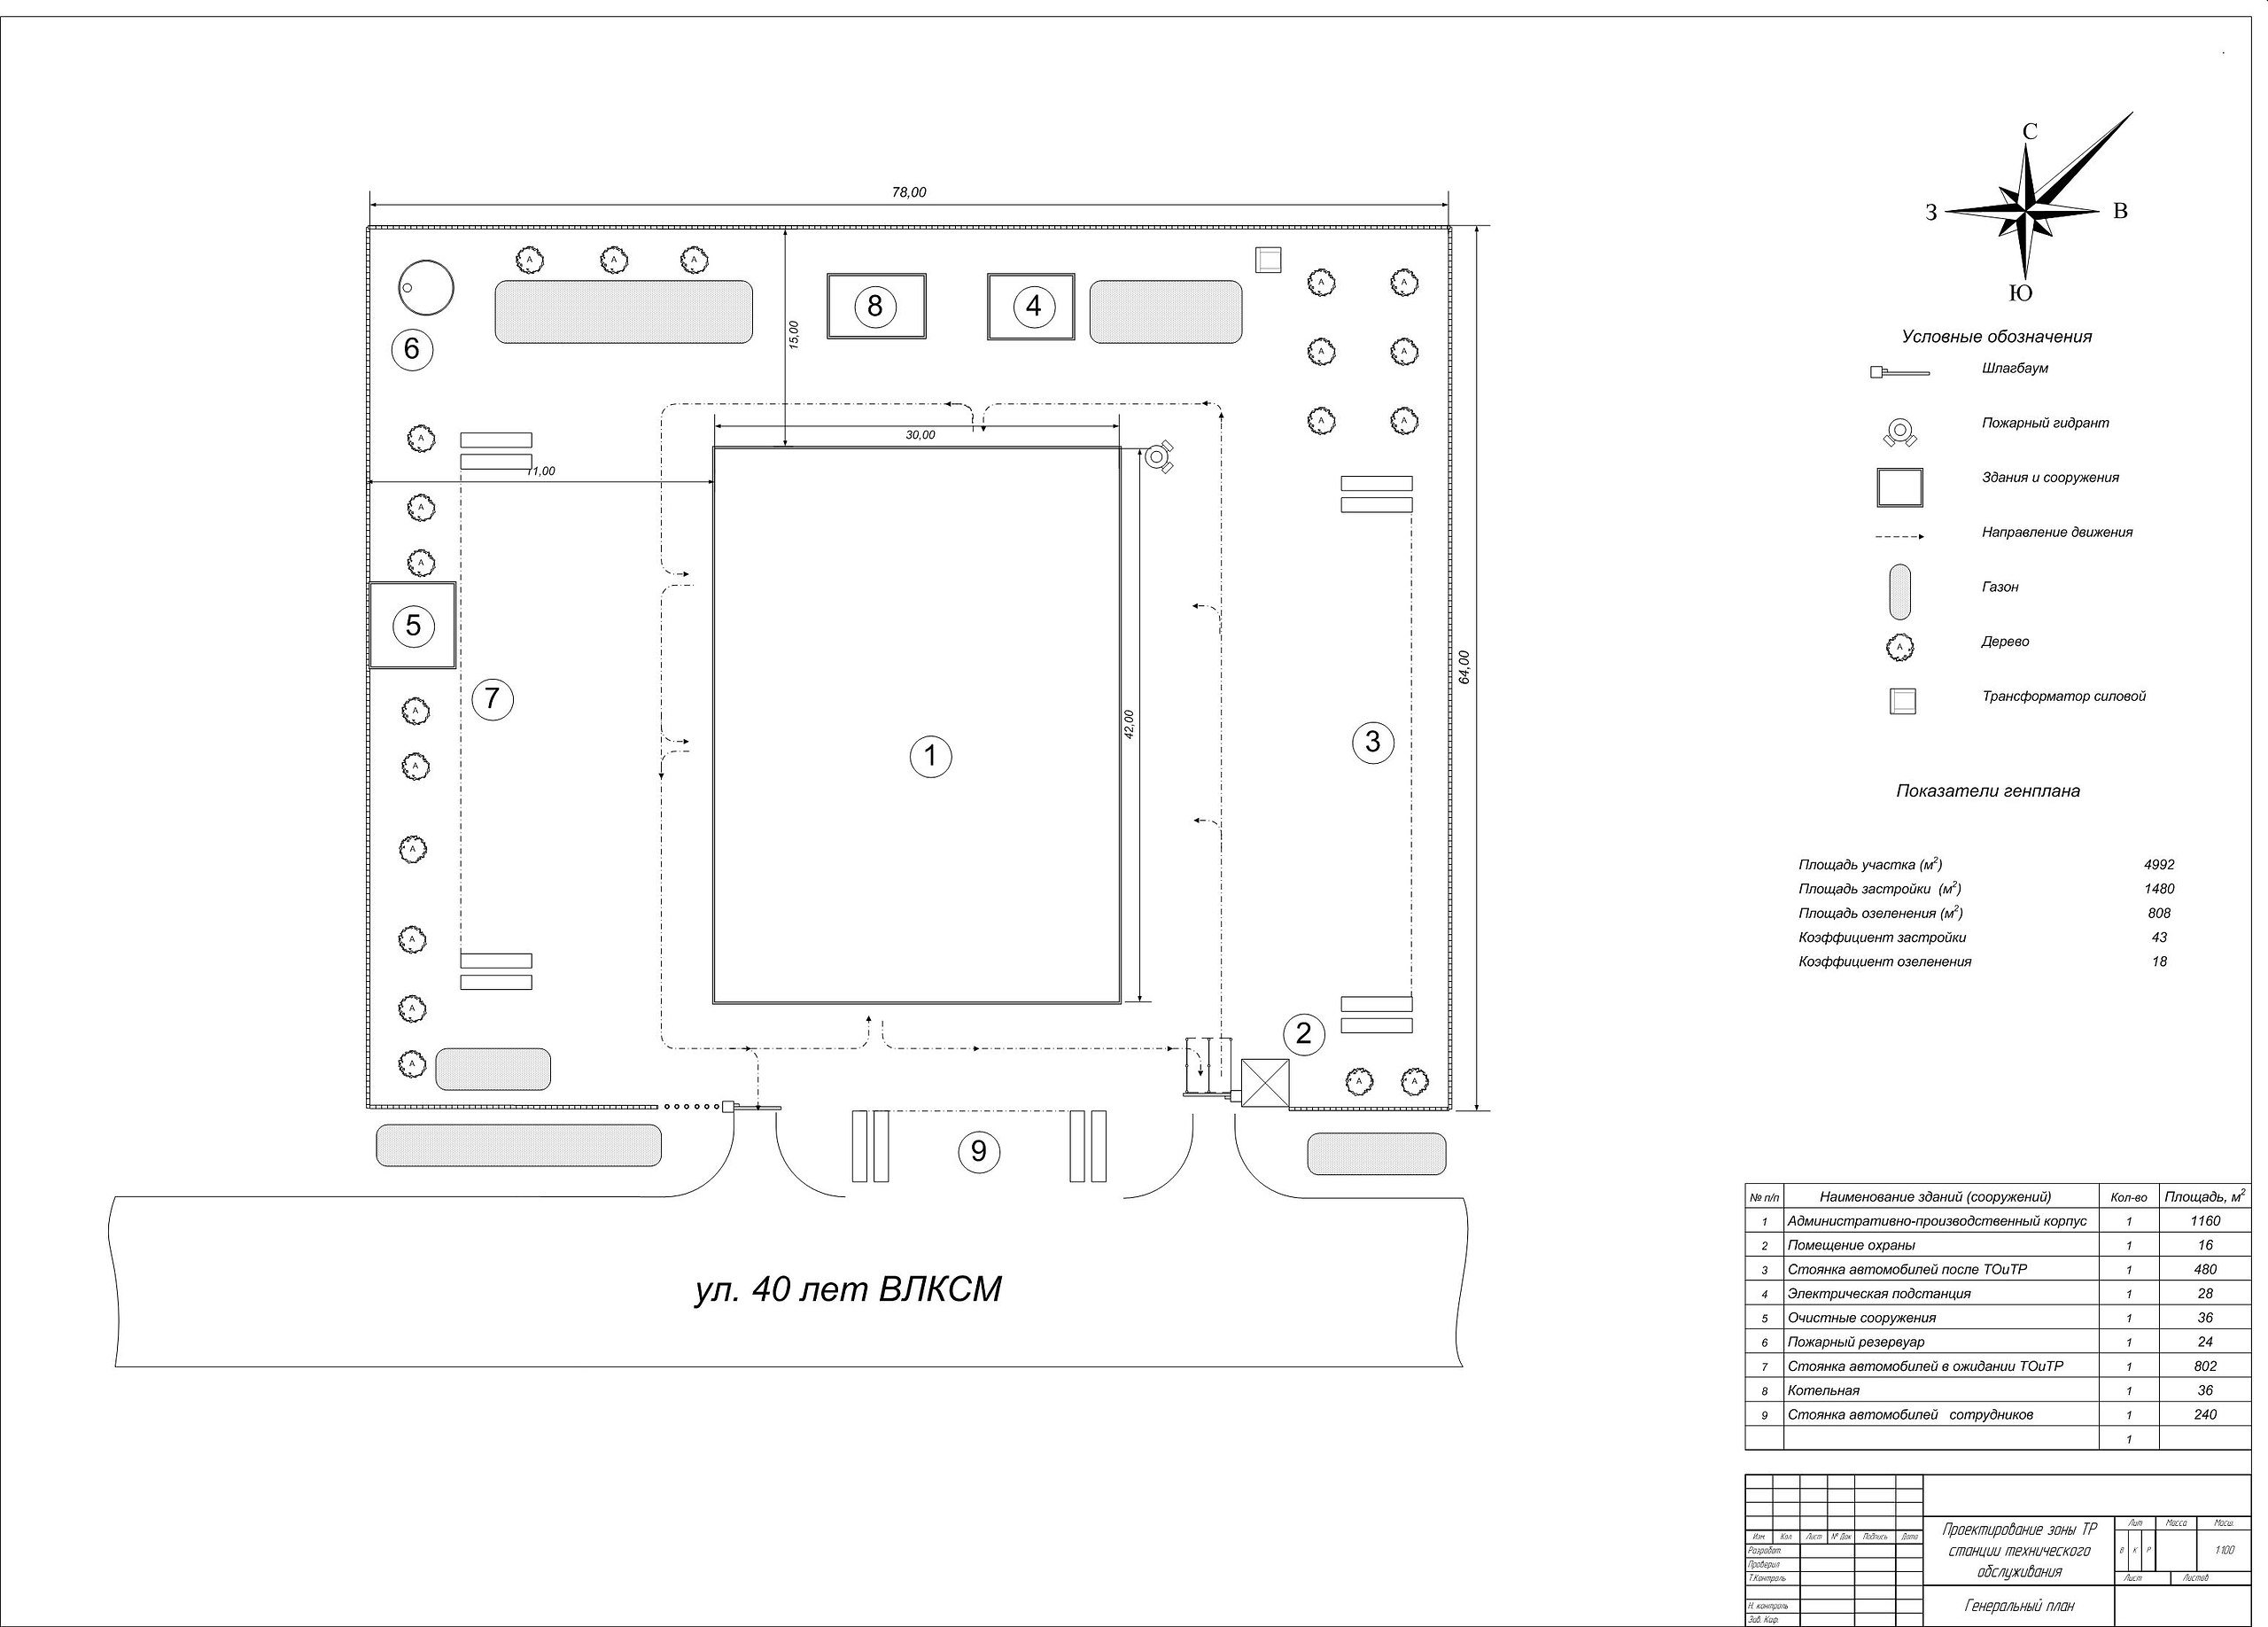 78,00
С
З
В
Ю
Условные обозначения
Шлагбаум
Пожарный гидрант
Здания и сооружения
Направление движения
Газон
А
Дерево
Трансформатор силовой
А А А
8
4
15,00
6
А А
А А
А А
30,00
А
11,00
А
А
5
7
А
А
А
А
А
А
64,00
42,00
1
3
2
А А
9
ул. 40 лет ВЛКСМ
Показатели генплана
Площадь участка (м2) 4992
Площадь застройки (м2) 1480
Площадь озеленения (м2) 808
Коэффициент застройки 43
Коэффициент озеленения 18
№ п/п Наименование зданий (сооружений) Кол-во Площадь, м2
1 Административно-производственный корпус 1 1160
2 Помещение охраны 1 16
3 Стоянка автомобилей после ТОиТР 1 480
4 Электрическая подстанция 1 28
5 Очистные сооружения 1 36
6 Пожарный резервуар 1 24
7 Стоянка автомобилей в ожидании ТОиТР 1 802
8 Котельная 1 36
9 Стоянка автомобилей сотрудников 1 240
1
Изм. Кол. Лист № Док Подпись Дата
Разработ.
Проверил
Т.Контроль
Н. контроль
Зав. Каф.
Проектирование зоны ТР
станции технического
обслуживания
Генеральный план
Лит Масса Масш.
В К Р 1:100
Лист Листов